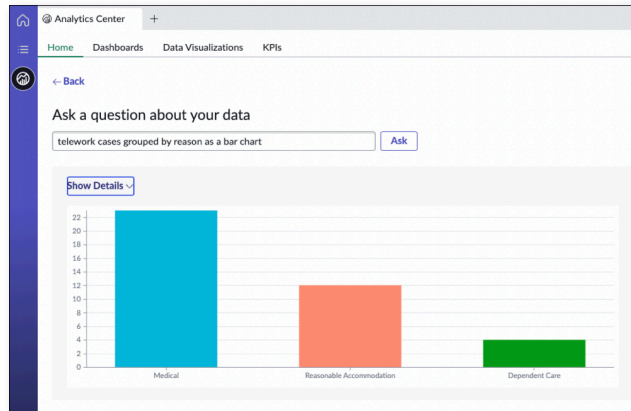 Analytics Center +
Home Dashboards Data Visualizations KPIs
← Back
Ask a question about your data
telework cases grouped by reason as a bar chart Ask
Show Details
22
20
18
16
14
12
10
8
6
4
2
0
Medical Reasonable Accommodation Dependent Care